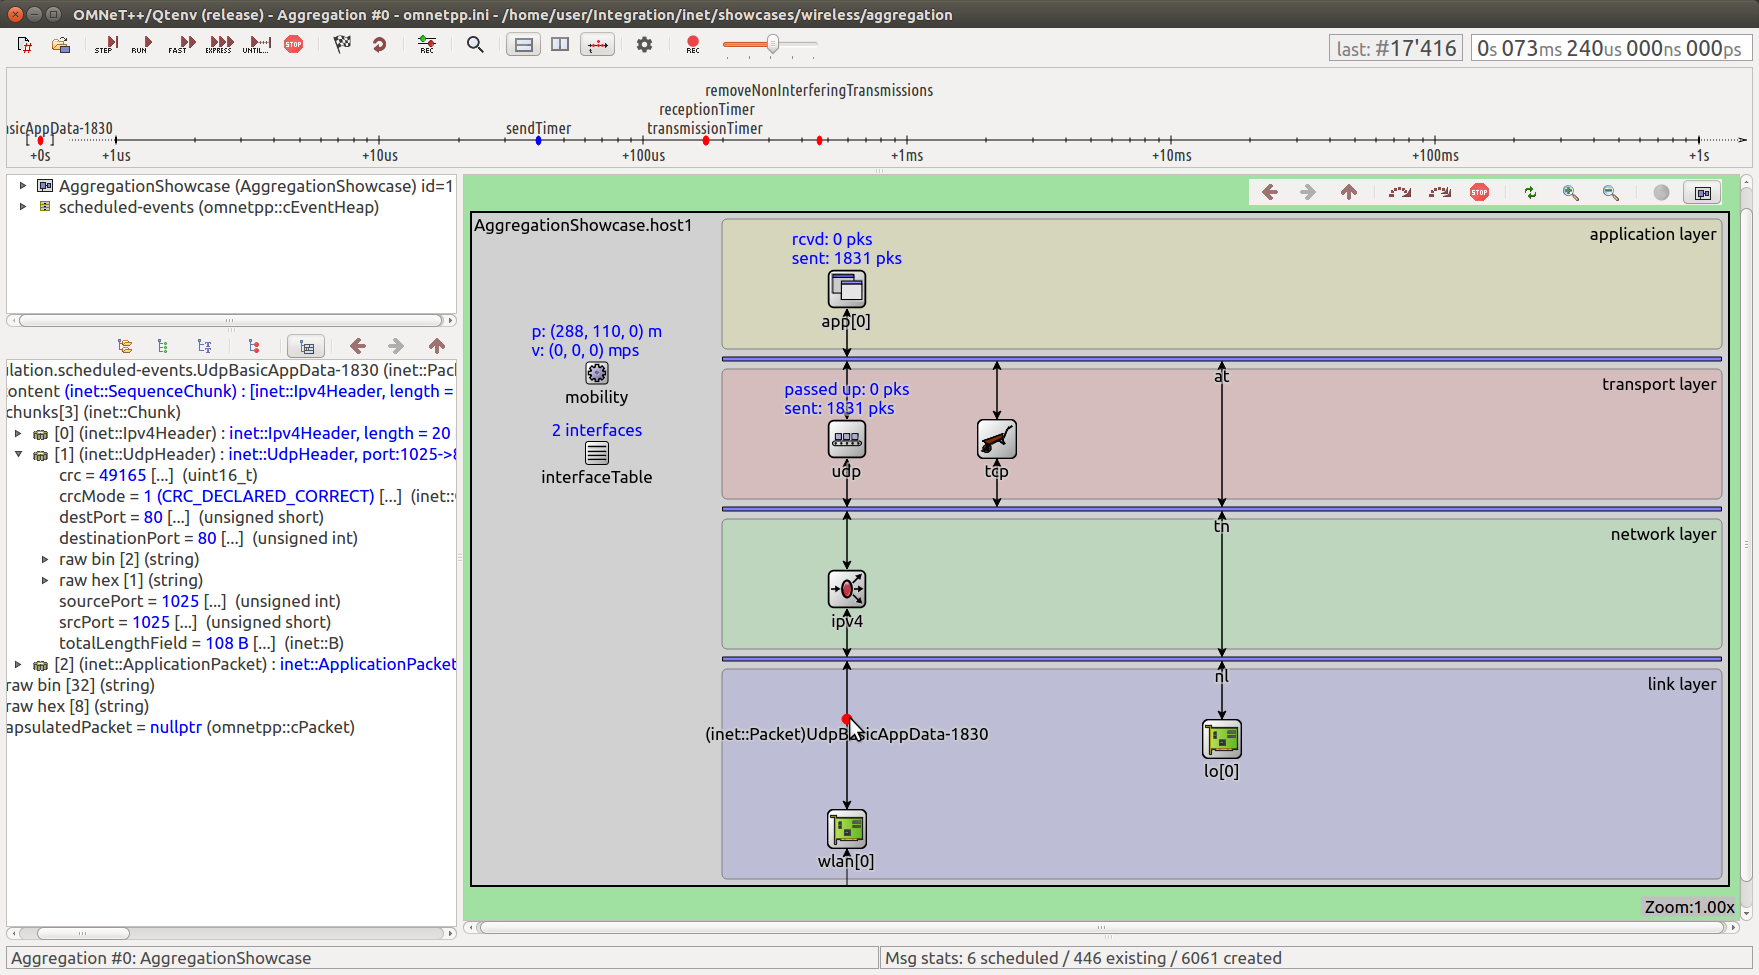 OMNeT++/Qtenv (release) - Aggregation #0 - omnetpp.ini - /home/user/Integration/inet/showcases/wireless/aggregation
STEP RUN FAST EXPRESS UNTIL... STOP REC REC
last: #17'416
0s 073ms 240us 000ns 000ps
removeNonInterferingTransmissions
receptionTimer
sicAppData-1830 sendTimer transmissionTimer
+0s +1us +10us +100us +1ms +10ms +100ms +1s
AggregationShowcase (AggregationShowcase) id=1
scheduled-events (omnetpp::cEventHeap)
ulation.scheduled-events.UdpBasicAppData-1830 (inet::Pac
content (inet::SequenceChunk) : [inet::Ipv4Header, length =
chunks[3] (inet::Chunk)
[0] (inet::Ipv4Header) : inet::Ipv4Header, length = 20
[1] (inet::UdpHeader) : inet::UdpHeader, port:1025->8
crc = 49165 [...] (uint16_t)
crcMode = 1 (CRC_DECLARED_CORRECT) [...] (inet::
destPort = 80 [...] (unsigned short)
destinationPort = 80 [...] (unsigned int)
raw bin [2] (string)
raw hex [1] (string)
sourcePort = 1025 [...] (unsigned int)
srcPort = 1025 [...] (unsigned short)
totalLengthField = 108 B [...] (inet::B)
[2] (inet::ApplicationPacket) : inet::ApplicationPacket
raw bin [32] (string)
raw hex [8] (string)
apsulatedPacket = nullptr (omnetpp::cPacket)
STOP
AggregationShowcase.host1
application layer
rcvd: 0 pks
sent: 1831 pks
app[0]
p: (288, 110, 0) m
v: (0, 0, 0) mps
mobility
2 interfaces
interfaceTable
at
transport layer
passed up: 0 pks
sent: 1831 pks
udp
tcp
tn
network layer
ipv4
nl
link layer
(inet::Packet)UdpBasicAppData-1830
lo[0]
wlan[0]
Zoom:1.00x
Aggregation #0: AggregationShowcase
Msg stats: 6 scheduled / 446 existing / 6061 created